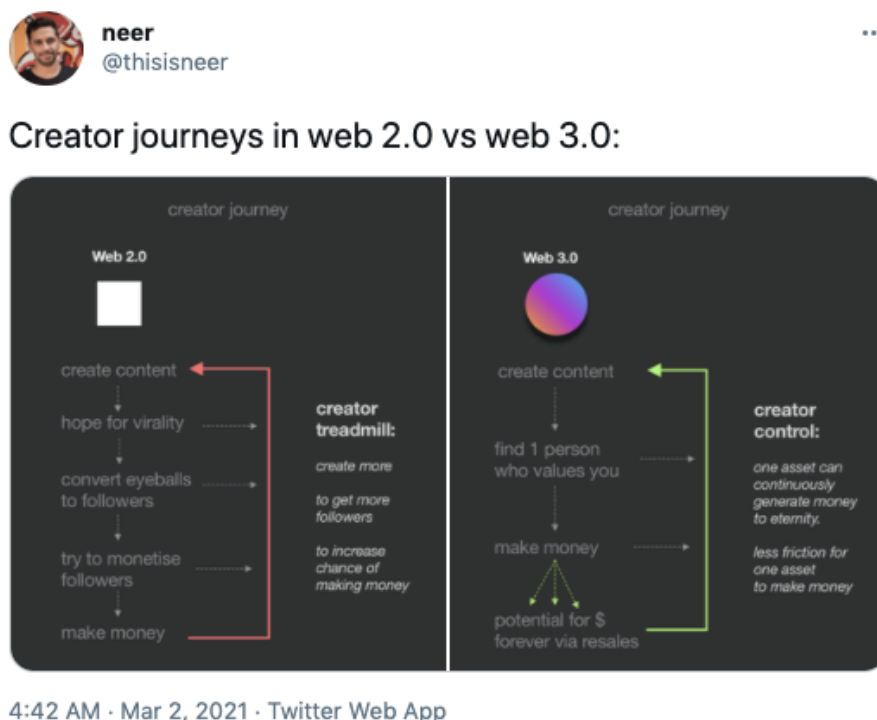 neer
@thisisneer
Creator journeys in web 2.0 vs web 3.0:
creator journey
Web 2.0
create content
hope for virality
convert eyeballs
to followers
try to monetise
followers
make money
creator
treadmill:
create more
to get more
followers
to increase
chance of
making money
creator journey
Web 3.0
create content
find 1 person
who values you
make money
potential for $
forever via resales
creator
control:
one asset can
continuously
generate money
to eternity.
less friction for
one asset
to make money
4:42 AM · Mar 2, 2021 · Twitter Web App